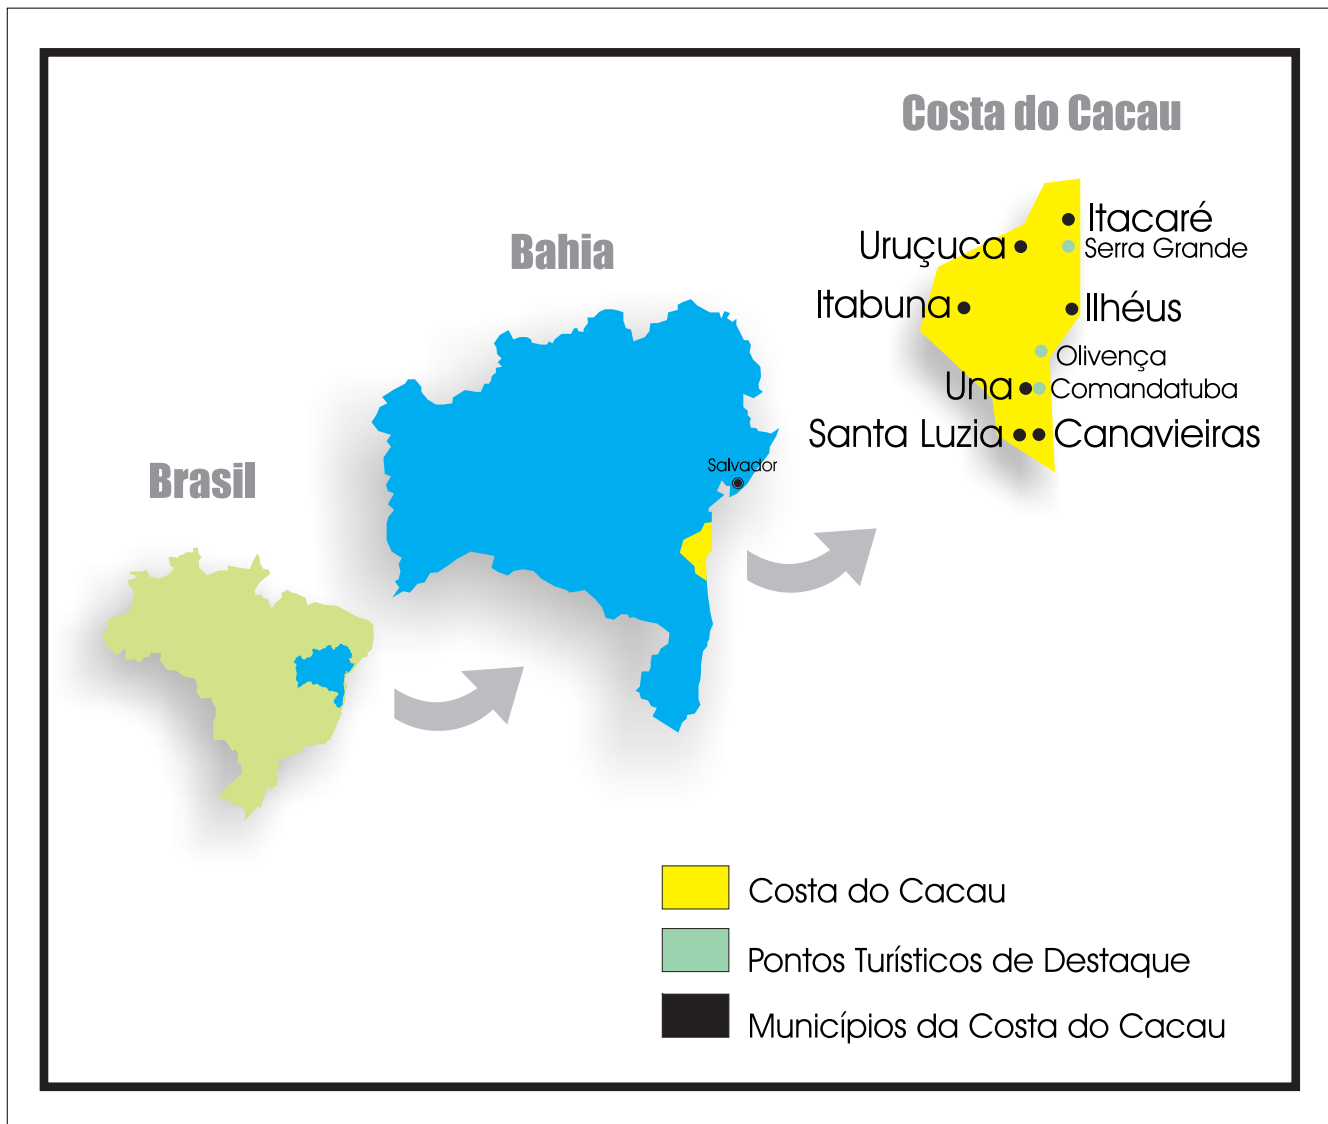 Costa do Cacau
Itacaré
Uruçuca
Serra Grande
Bahia
Itabuna
Ilhéus
Olivença
Una
Comandatuba
Santa Luzia
Canavieiras
Salvador
Brasil
Costa do Cacau
Pontos Turísticos de Destaque
Municípios da Costa do Cacau